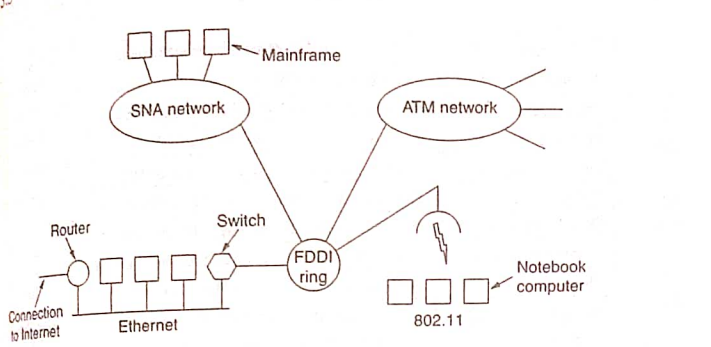 Mainframe
SNA network
ATM network
Router
Switch
FDDI
ring
Notebook
computer
Connection
to Internet
Ethernet
802.11